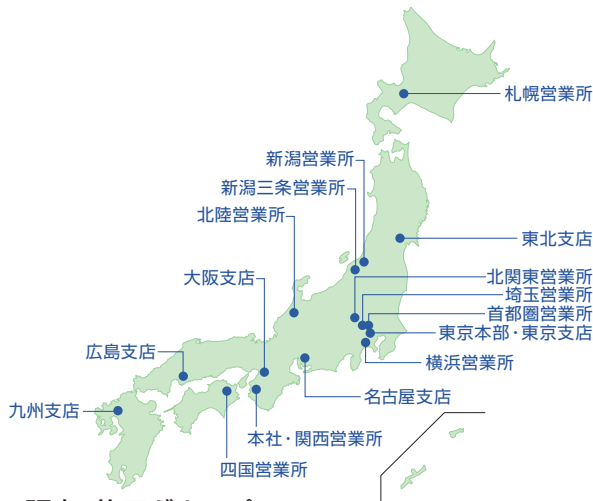 札幌営業所
新潟営業所
新潟三条営業所
北陸営業所
東北支店
大阪支店
北関東営業所
埼玉営業所
首都圏営業所
東京本部・東京支店
広島支店
横浜営業所
名古屋支店
九州支店
本社・関西営業所
四国営業所